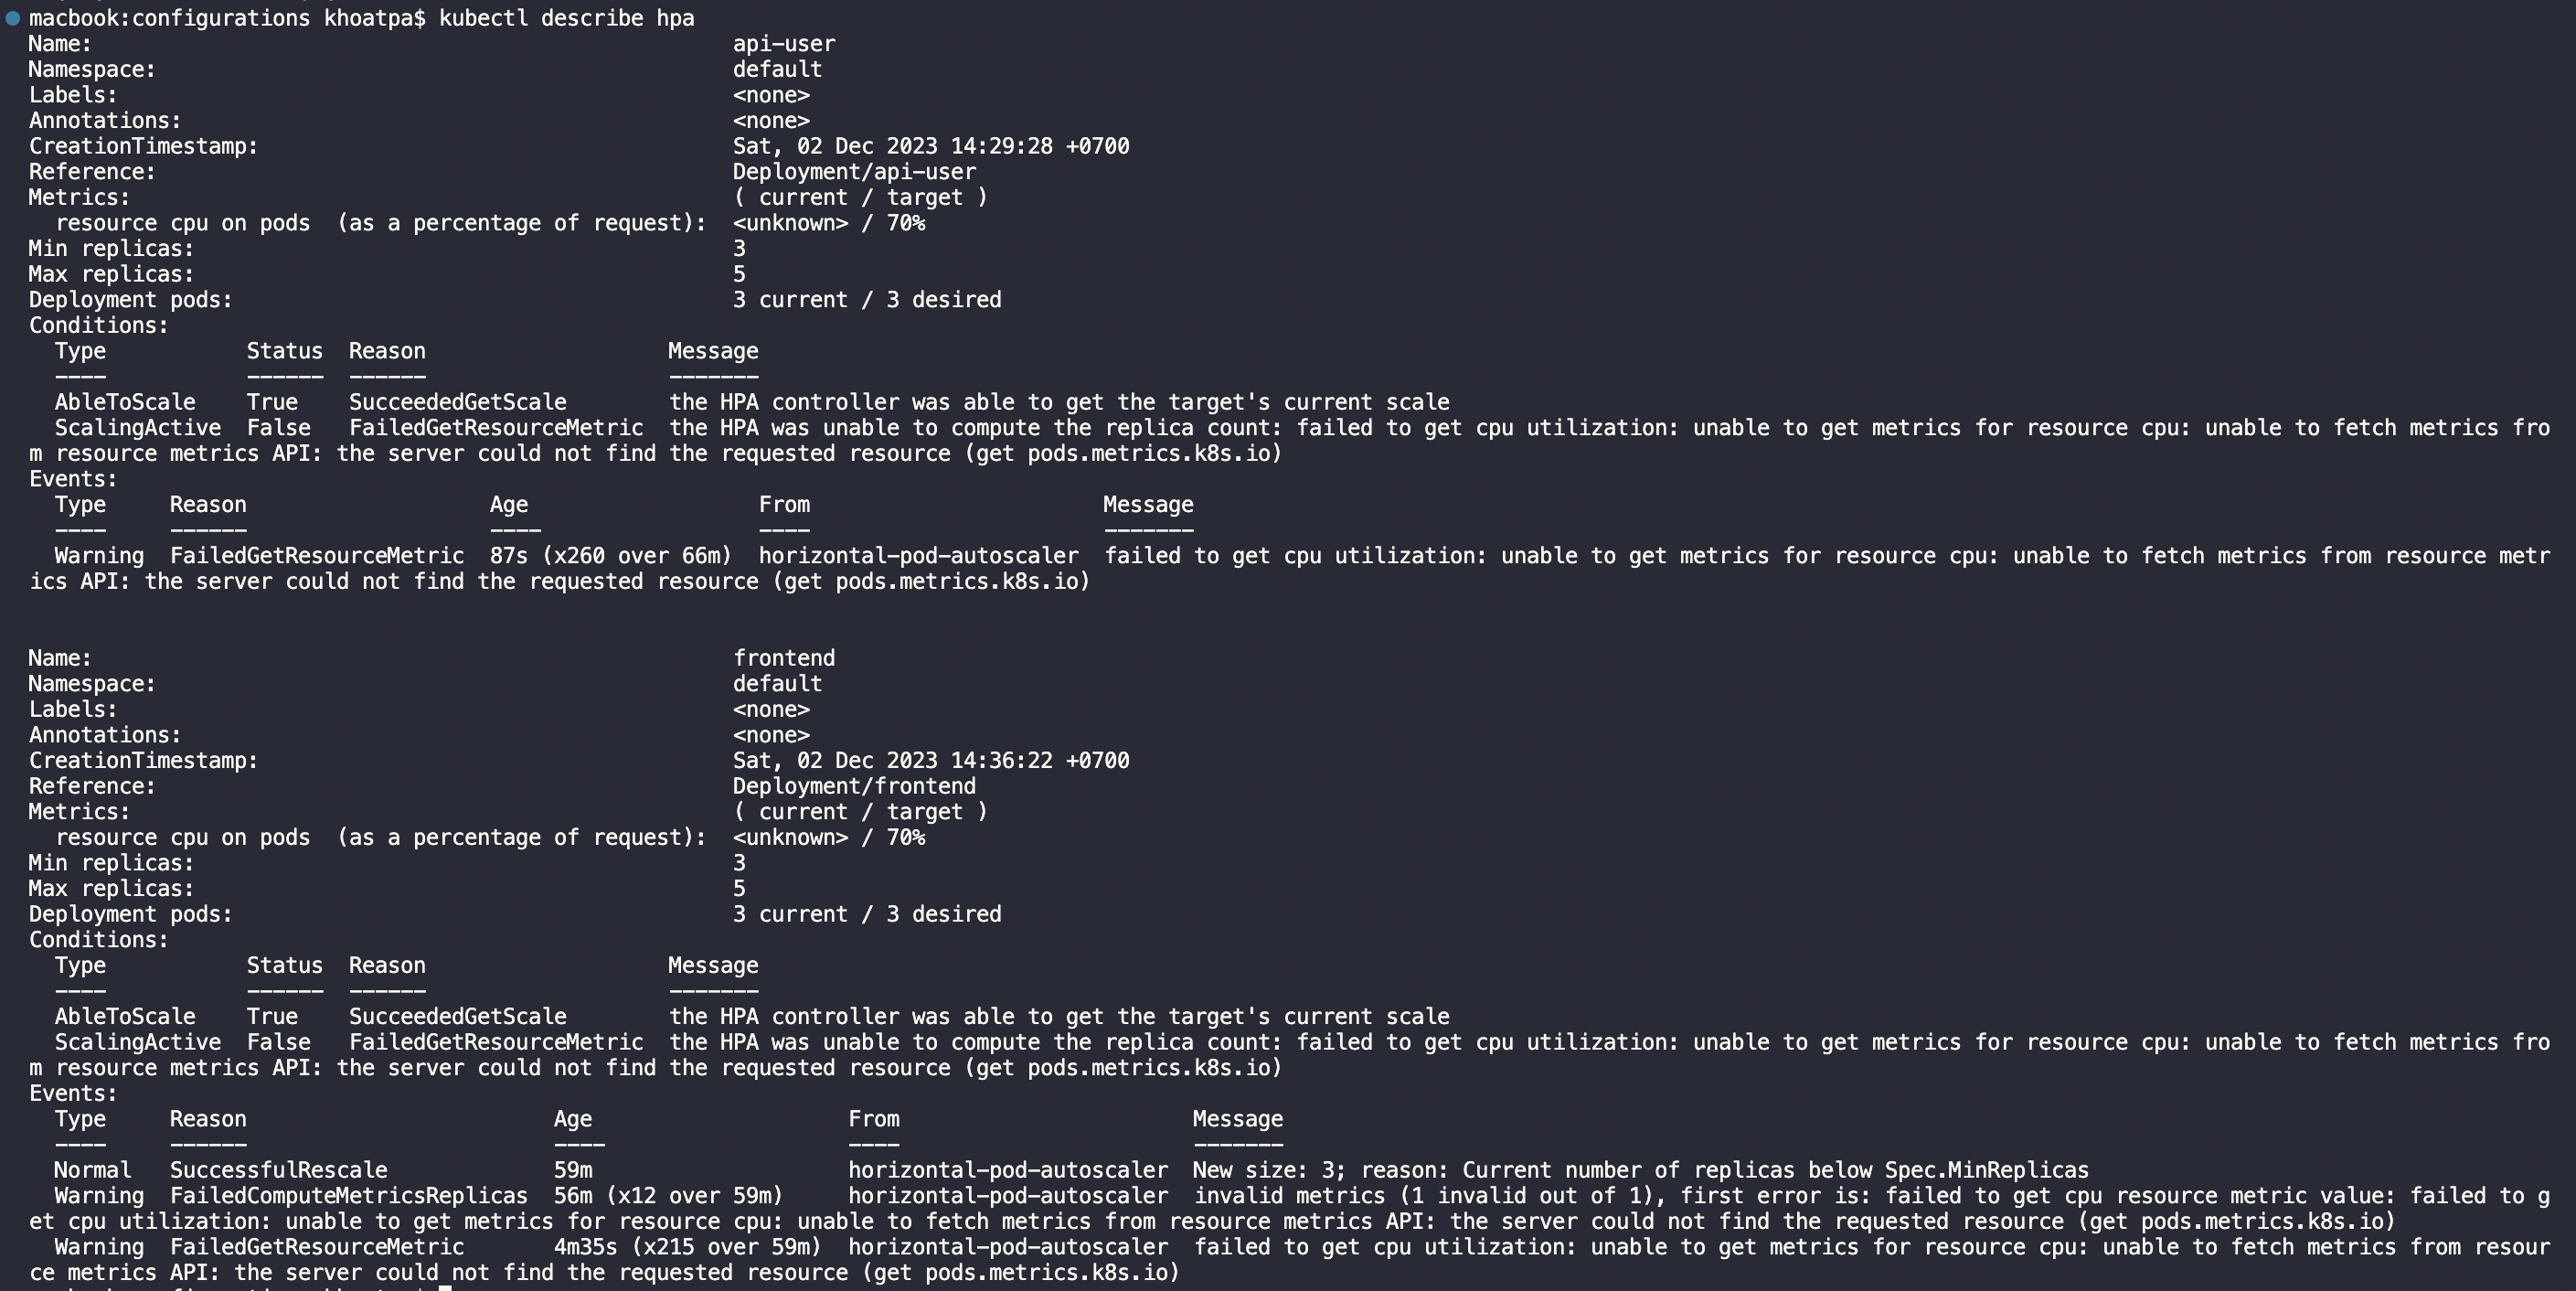 macbook:configurations khoatpa$ kubectl describe hpa
Name:                                                  api-user
Namespace:                                             default
Labels:                                                <none>
Annotations:                                           <none>
CreationTimestamp:                                     Sat, 02 Dec 2023 14:29:28 +0700
Reference:                                             Deployment/api-user
Metrics:                                               ( current / target )
  resource cpu on pods  (as a percentage of request):  <unknown> / 70%
Min replicas:                                          3
Max replicas:                                          5
Deployment pods:                                       3 current / 3 desired
Conditions:
  Type           Status  Reason                   Message
  ----           ------  ------                   -------
  AbleToScale    True    SucceededGetScale        the HPA controller was able to get the target's current scale
  ScalingActive  False   FailedGetResourceMetric  the HPA was unable to compute the replica count: failed to get cpu utilization: unable to get metrics for resource cpu: unable to fetch metrics fro
m resource metrics API: the server could not find the requested resource (get pods.metrics.k8s.io)
Events:
  Type     Reason                   Age                  From                       Message
  ----     ------                   ----                 ----                       -------
  Warning  FailedGetResourceMetric  87s (x260 over 66m)  horizontal-pod-autoscaler  failed to get cpu utilization: unable to get metrics for resource cpu: unable to fetch metrics from resource metr
ics API: the server could not find the requested resource (get pods.metrics.k8s.io)
Name:                                                  frontend
Namespace:                                             default
Labels:                                                <none>
Annotations:                                           <none>
CreationTimestamp:                                     Sat, 02 Dec 2023 14:36:22 +0700
Reference:                                             Deployment/frontend
Metrics:                                               ( current / target )
  resource cpu on pods  (as a percentage of request):  <unknown> / 70%
Min replicas:                                          3
Max replicas:                                          5
Deployment pods:                                       3 current / 3 desired
Conditions:
  Type           Status  Reason                   Message
  ----           ------  ------                   -------
  AbleToScale    True    SucceededGetScale        the HPA controller was able to get the target's current scale
  ScalingActive  False   FailedGetResourceMetric  the HPA was unable to compute the replica count: failed to get cpu utilization: unable to get metrics for resource cpu: unable to fetch metrics fro
m resource metrics API: the server could not find the requested resource (get pods.metrics.k8s.io)
Events:
  Type     Reason                        Age                    From                       Message
  ----     ------                        ----                   ----                       -------
  Normal   SuccessfulRescale             59m                    horizontal-pod-autoscaler  New size: 3; reason: Current number of replicas below Spec.MinReplicas
  Warning  FailedComputeMetricsReplicas  56m (x12 over 59m)     horizontal-pod-autoscaler  invalid metrics (1 invalid out of 1), first error is: failed to get cpu resource metric value: failed to g
et cpu utilization: unable to get metrics for resource cpu: unable to fetch metrics from resource metrics API: the server could not find the requested resource (get pods.metrics.k8s.io)
  Warning  FailedGetResourceMetric       4m35s (x215 over 59m)  horizontal-pod-autoscaler  failed to get cpu utilization: unable to get metrics for resource cpu: unable to fetch metrics from resour
ce metrics API: the server could not find the requested resource (get pods.metrics.k8s.io)